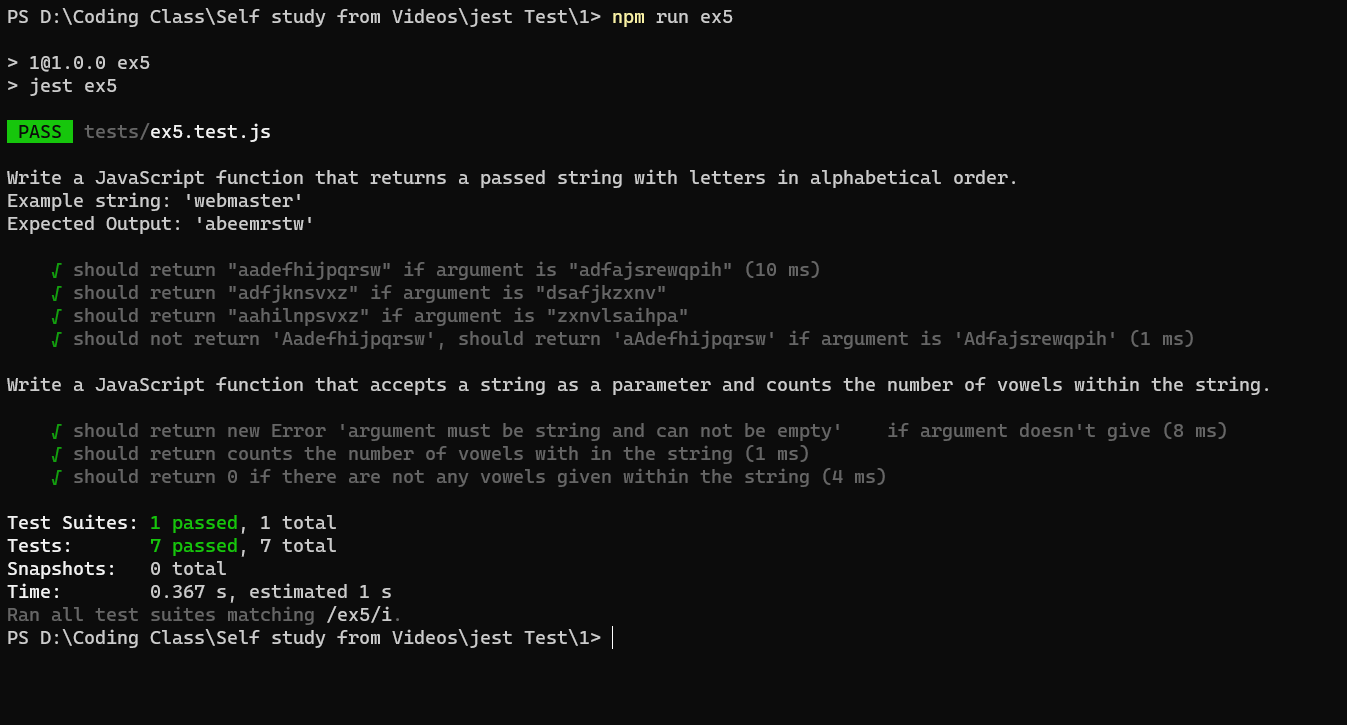 PS D:\Coding Class\Self study from Videos\jest Test\1> npm run ex5
> 1@1.0.0 ex5
> jest ex5
PASS tests/ex5.test.js
Write a JavaScript function that returns a passed string with letters in alphabetical order.
Example string: 'webmaster'
Expected Output: 'abeemrstw'
√ should return "aadefhijpqrsw" if argument is "adfajsrewqpih" (10 ms)
√ should return "adfjknsvxz" if argument is "dsafjkzxnv"
√ should return "aahilnpsvxz" if argument is "zxnvlsaihpa"
√ should not return 'Aadefhijpqrsw', should return 'aAdefhijpqrsw' if argument is 'Adfajsrewqpih' (1 ms)
Write a JavaScript function that accepts a string as a parameter and counts the number of vowels within the string.
√ should return new Error 'argument must be string and can not be empty'    if argument doesn't give (8 ms)
√ should return counts the number of vowels with in the string (1 ms)
√ should return 0 if there are not any vowels given within the string (4 ms)
Test Suites: 1 passed, 1 total
Tests:       7 passed, 7 total
Snapshots:   0 total
Time:        0.367 s, estimated 1 s
Ran all test suites matching /ex5/i.
PS D:\Coding Class\Self study from Videos\jest Test\1>